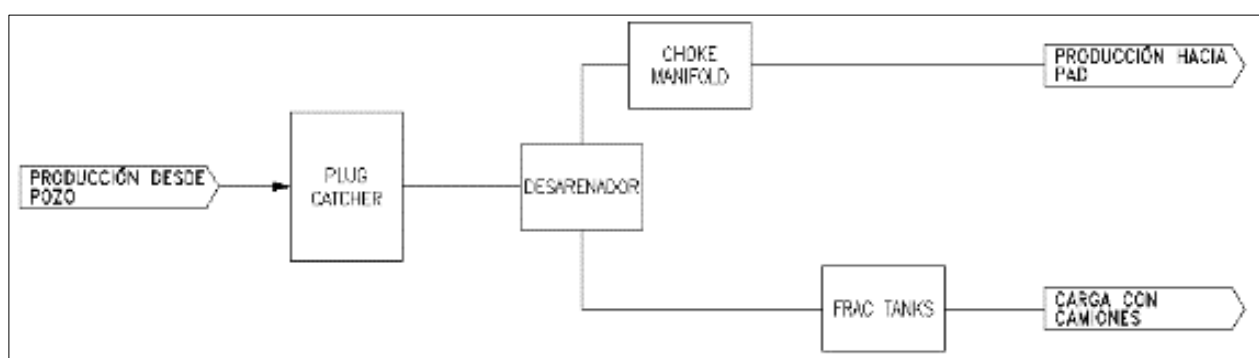 PRODUCCIÓN DESDE
POZO
PLUG
CATCHER
DESARENADOR
CHOKE
MANIFOLD
PRODUCCIÓN HACIA
PAD
FRAC TANKS
CARGA CON
CAMIONES